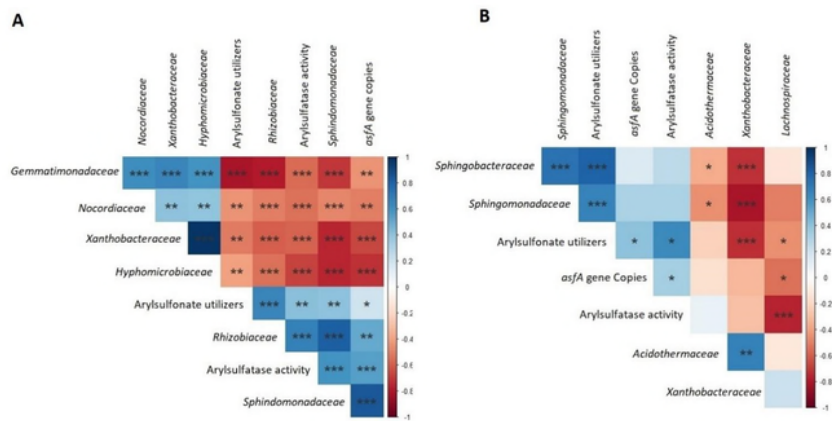 A
Nocordiaceae
Xanthobacteraceae
Hyphomicrobiaceae
Arylsulfonate utilizers
Rhizobiaceae
Arylsulfatase activity
Sphindomonadaceae
asfA gene copies
Gemmatimonadaceae *** *** *** *** *** *** *** **
Nocordiaceae ** ** ** *** *** *** **
Xanthobacteraceae *** ** *** *** *** ***
Hyphomicrobiaceae ** *** *** *** ***
Arylsulfonate utilizers *** ** ** *
Rhizobiaceae *** *** **
Arylsulfatase activity *** ***
Sphindomonadaceae ***
1
0.8
0.6
0.4
0.2
0
-0.2
-0.4
-0.6
-0.8
-1
B
Sphingomonadaceae
Arylsulfonate utilizers
asfA gene Copies
Arylsulfatase activity
Acidothermaceae
Xanthobacteraceae
Lachnospiraceae
Sphingobacteraceae *** *** * ***
Sphingomonadaceae *** * ***
Arylsulfonate utilizers * * *** *
asfA gene Copies * *
Arylsulfatase activity ***
Acidothermaceae **
Xanthobacteraceae
1
0.8
0.6
0.4
0.2
0
-0.2
-0.4
-0.6
-0.8
-1